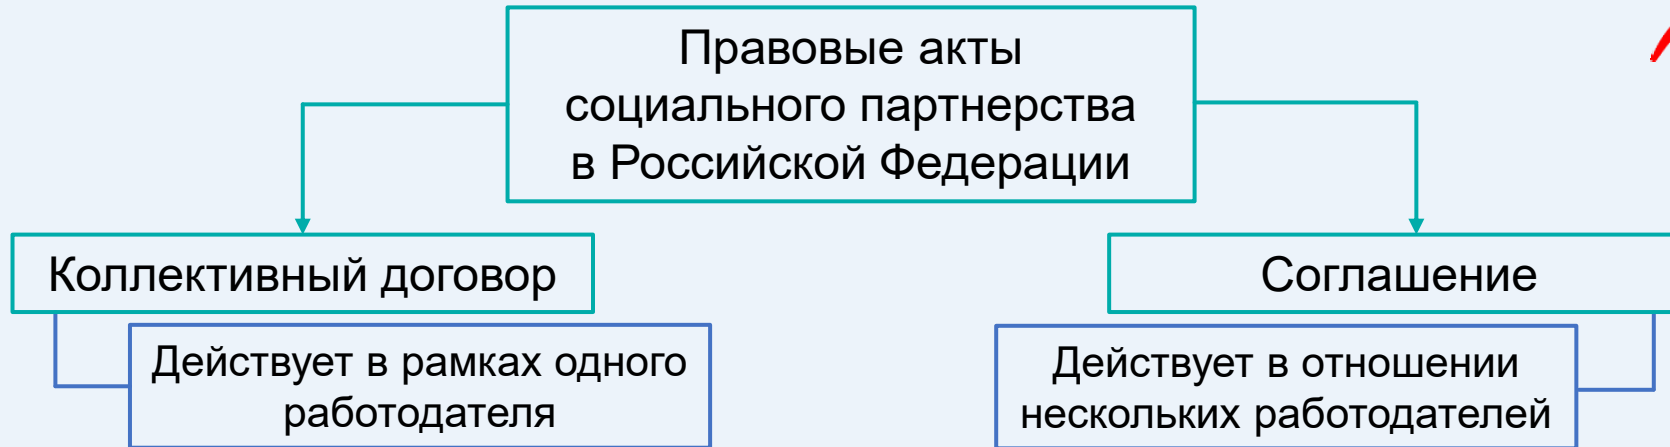 Правовые акты
социального партнерства
в Российской Федерации
Коллективный договор
Соглашение
Действует в рамках одного
работодателя
Действует в отношении
нескольких работодателей